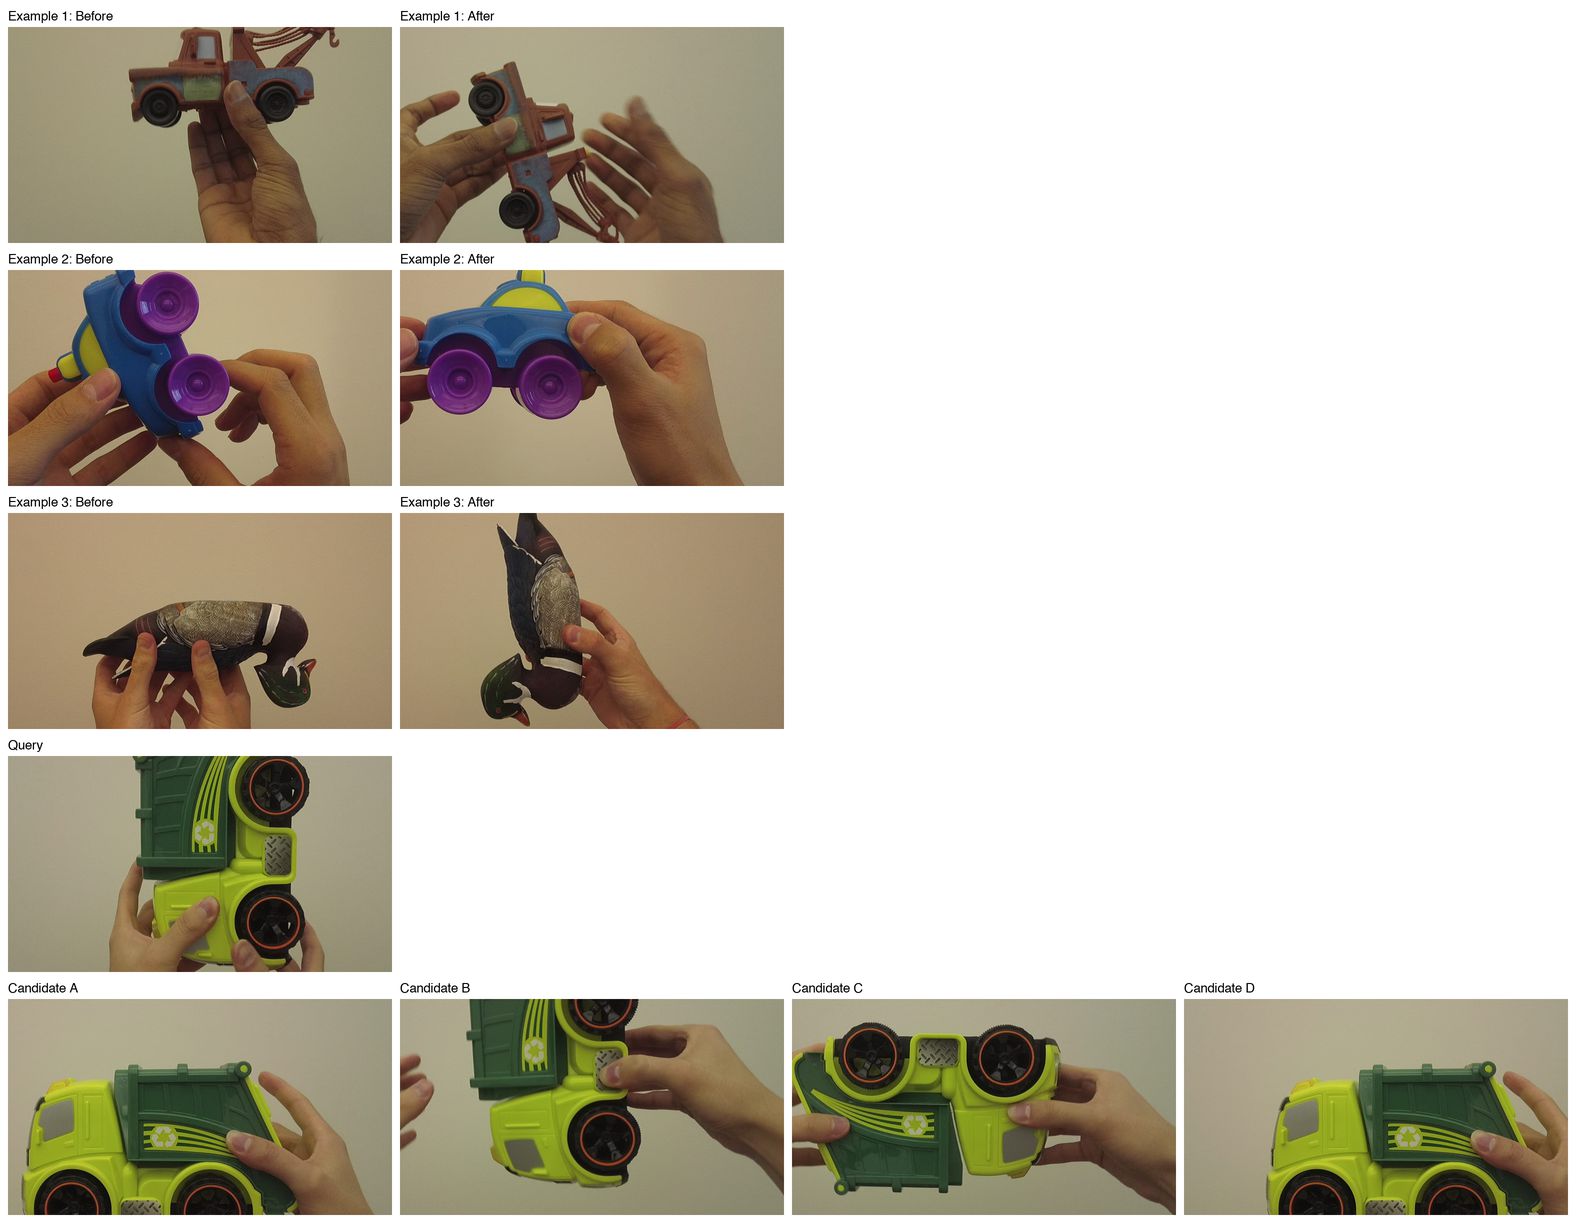 Example 1: Before
Example 1: After
Example 2: Before
Example 2: After
Example 3: Before
Example 3: After
Query
Candidate A
Candidate B
Candidate C
Candidate D